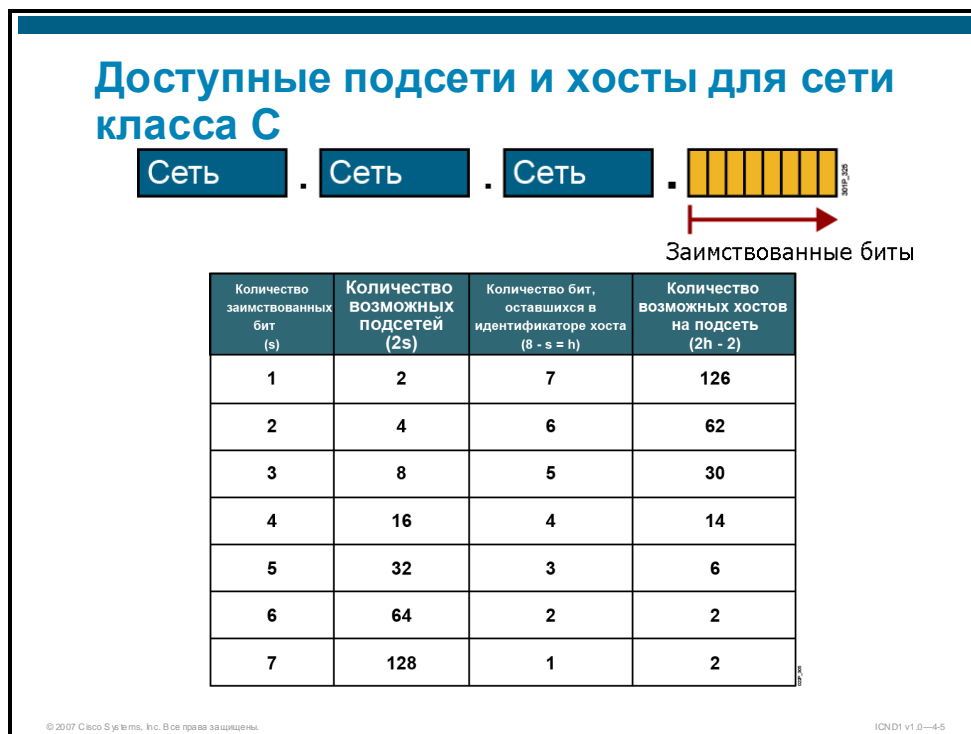 Доступные подсети и хосты для сети
класса C
Сеть . Сеть . Сеть .
301P_325
Заимствованные биты
Количество
заимствованных
бит
(s)
Количество
возможных
подсетей
(2s)
Количество бит,
оставшихся в
идентификаторе хоста
(8 - s = h)
Количество
возможных хостов
на подсеть
(2h - 2)
1 2 7 126
2 4 6 62
3 8 5 30
4 16 4 14
5 32 3 6
6 64 2 2
7 128 1 2
© 2007 Cisco Systems, Inc. Все права защищены.
ICND1 v1.0—4-5